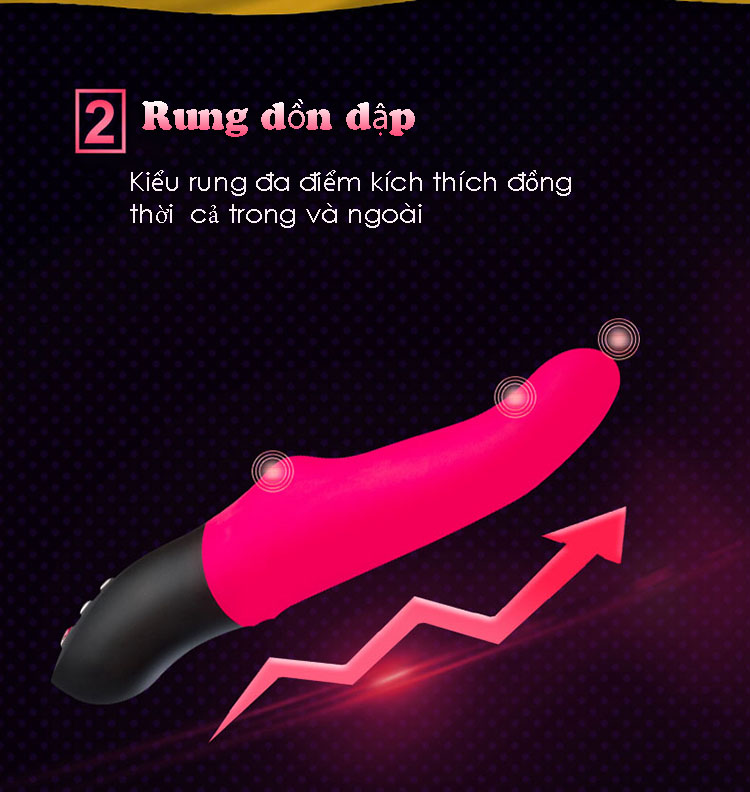 2
Rung dồn dập
Kiểu rung đa điểm kích thích đồng
thời cả trong và ngoài